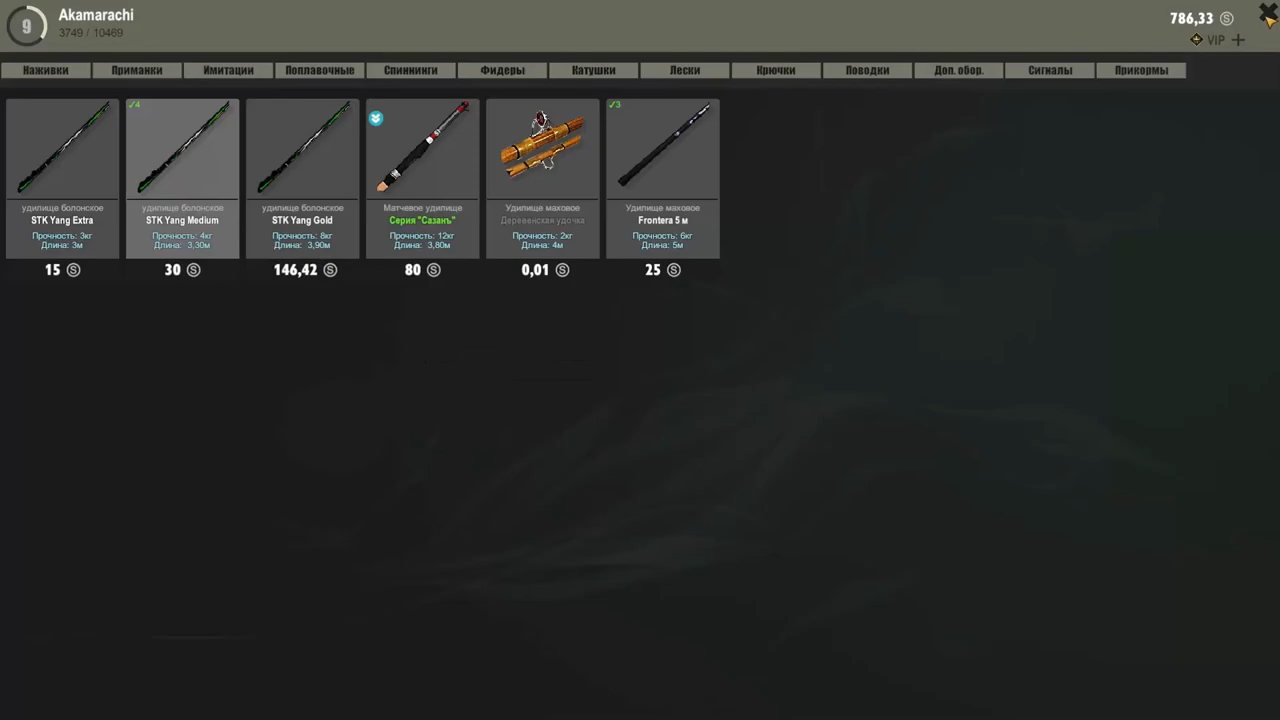 9
Akamarachi
3749 / 10469
786,33 S
VIP
Наживки
Приманки
Имитации
Поплавочные
Спиннинги
Фидеры
Катушки
Лески
Крючки
Поводки
Доп. обор.
Сигналы
Прикормы
удилище болонское
STK Yang Extra
Прочность: 3кг
Длина: 3м
15 S
✓4
удилище болонское
STK Yang Medium
Прочность: 4кг
Длина: 3.30м
30 S
удилище болонское
STK Yang Gold
Прочность: 8кг
Длина: 3,90м
146,42 S
Матчевое удилище
Серия "Сазанъ"
Прочность: 12кг
Длина: 3,80м
80 S
Удилище маховое
Деревенская удочка
Прочность: 2кг
Длина: 4м
0,01 S
✓3
Удилище маховое
Frontera 5 м
Прочность: 6кг
Длина: 5м
25 S